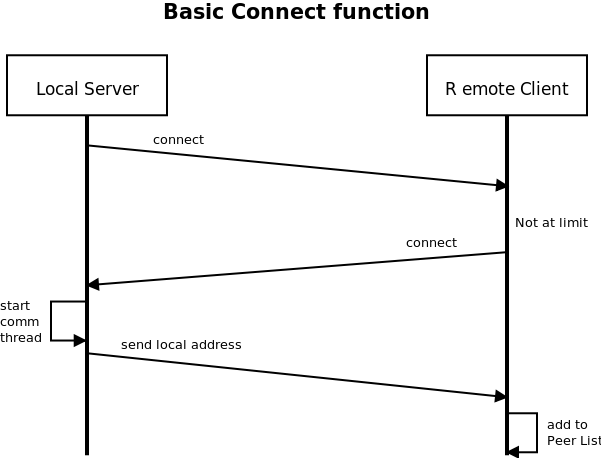 Basic Connect function
Local Server
R emote Client
connect
Not at limit
connect
start
comm
thread
send local address
add to
Peer List